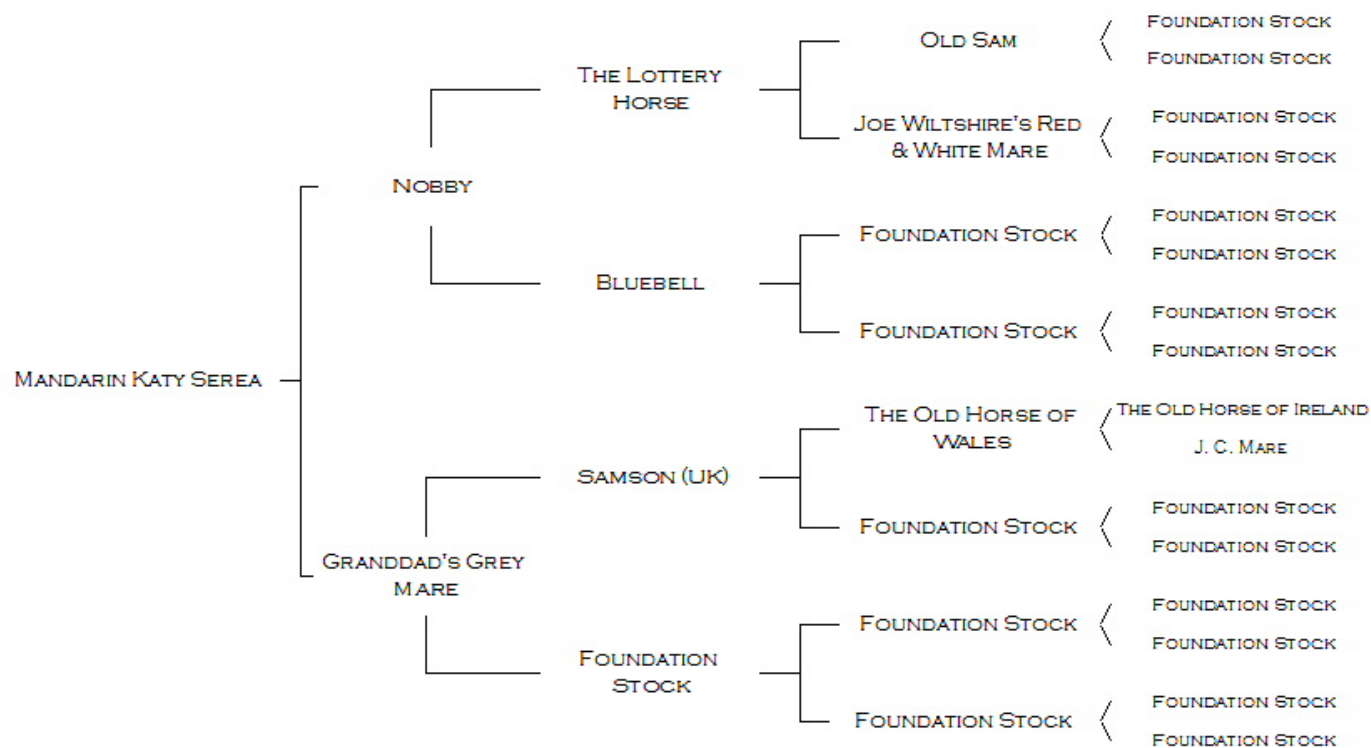 Mandarin Katy Serea
Nobby
Granddad's Grey
Mare
The Lottery
Horse
Bluebell
Samson (UK)
Foundation
Stock
Old Sam
Joe Wiltshire's Red
& White Mare
Foundation Stock
Foundation Stock
The Old Horse of
Wales
Foundation Stock
Foundation Stock
Foundation Stock
Foundation Stock
Foundation Stock
Foundation Stock
Foundation Stock
Foundation Stock
Foundation Stock
Foundation Stock
Foundation Stock
The Old Horse of Ireland
J. C. Mare
Foundation Stock
Foundation Stock
Foundation Stock
Foundation Stock
Foundation Stock
Foundation Stock